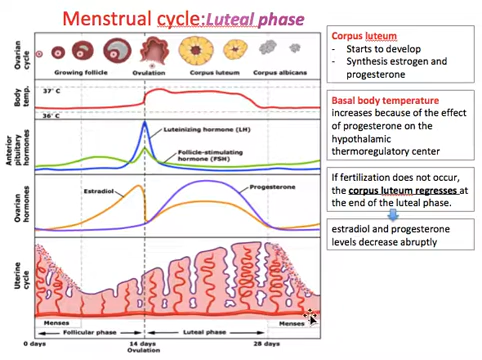 Menstrual cycle:Luteal phase
Ovarian
cycle
Growing follicle
Ovulation
Corpus luteum
Corpus albicans
Body
temp.
37° C
36° C
Anterior
pituitary
hormones
Luteinizing hormone (LH)
Follicle-stimulating
hormone (FSH)
Ovarian
hormones
Estradiol
Progesterone
Uterine
cycle
Menses
Menses
Follicular phase
Luteal phase
0 days
14 days
Ovulation
28 days
Corpus luteum
- Starts to develop
- Synthesis estrogen and
progesterone
Basal body temperature
increases because of the effect
of progesterone on the
hypothalamic
thermoregulatory center
If fertilization does not occur,
the corpus luteum regresses at
the end of the luteal phase.
estradiol and progesterone
levels decrease abruptly